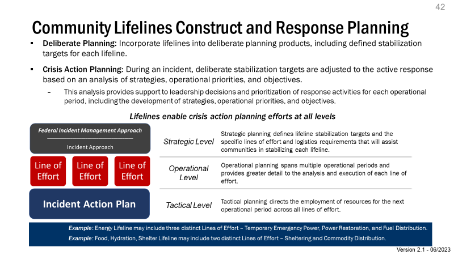 42
Community Lifelines Construct and Response Planning
▪ Deliberate Planning: Incorporate lifelines into deliberate planning products, including defined stabilization
targets for each lifeline.
▪ Crisis Action Planning: During an incident, deliberate stabilization targets are adjusted to the active response
based on an analysis of strategies, operational priorities, and objectives.
- This analysis provides support to leadership decisions and prioritization of response activities for each operational
period, including the development of strategies, operational priorities, and objectives.
Lifelines enable crisis action planning efforts at all levels
Federal Incident Management Approach
Incident Approach
Strategic Level
Strategic planning defines lifeline stabilization targets and the
specific lines of effort and logistics requirements that will assist
communities in stabilizing each lifeline.
Line of
Effort
Line of
Effort
Line of
Effort
Operational
Level
Operational planning spans multiple operational periods and
provides greater detail to the analysis and execution of each line of
effort.
Incident Action Plan
Tactical Level
Tactical planning directs the employment of resources for the next
operational period across all lines of effort.
Example: Energy Lifeline may include three distinct Lines of Effort – Temporary Emergency Power, Power Restoration, and Fuel Distribution.
Example: Food, Hydration, Shelter Lifeline may include two distinct Lines of Effort – Sheltering and Commodity Distribution.
Version 2.1 - 06/2023